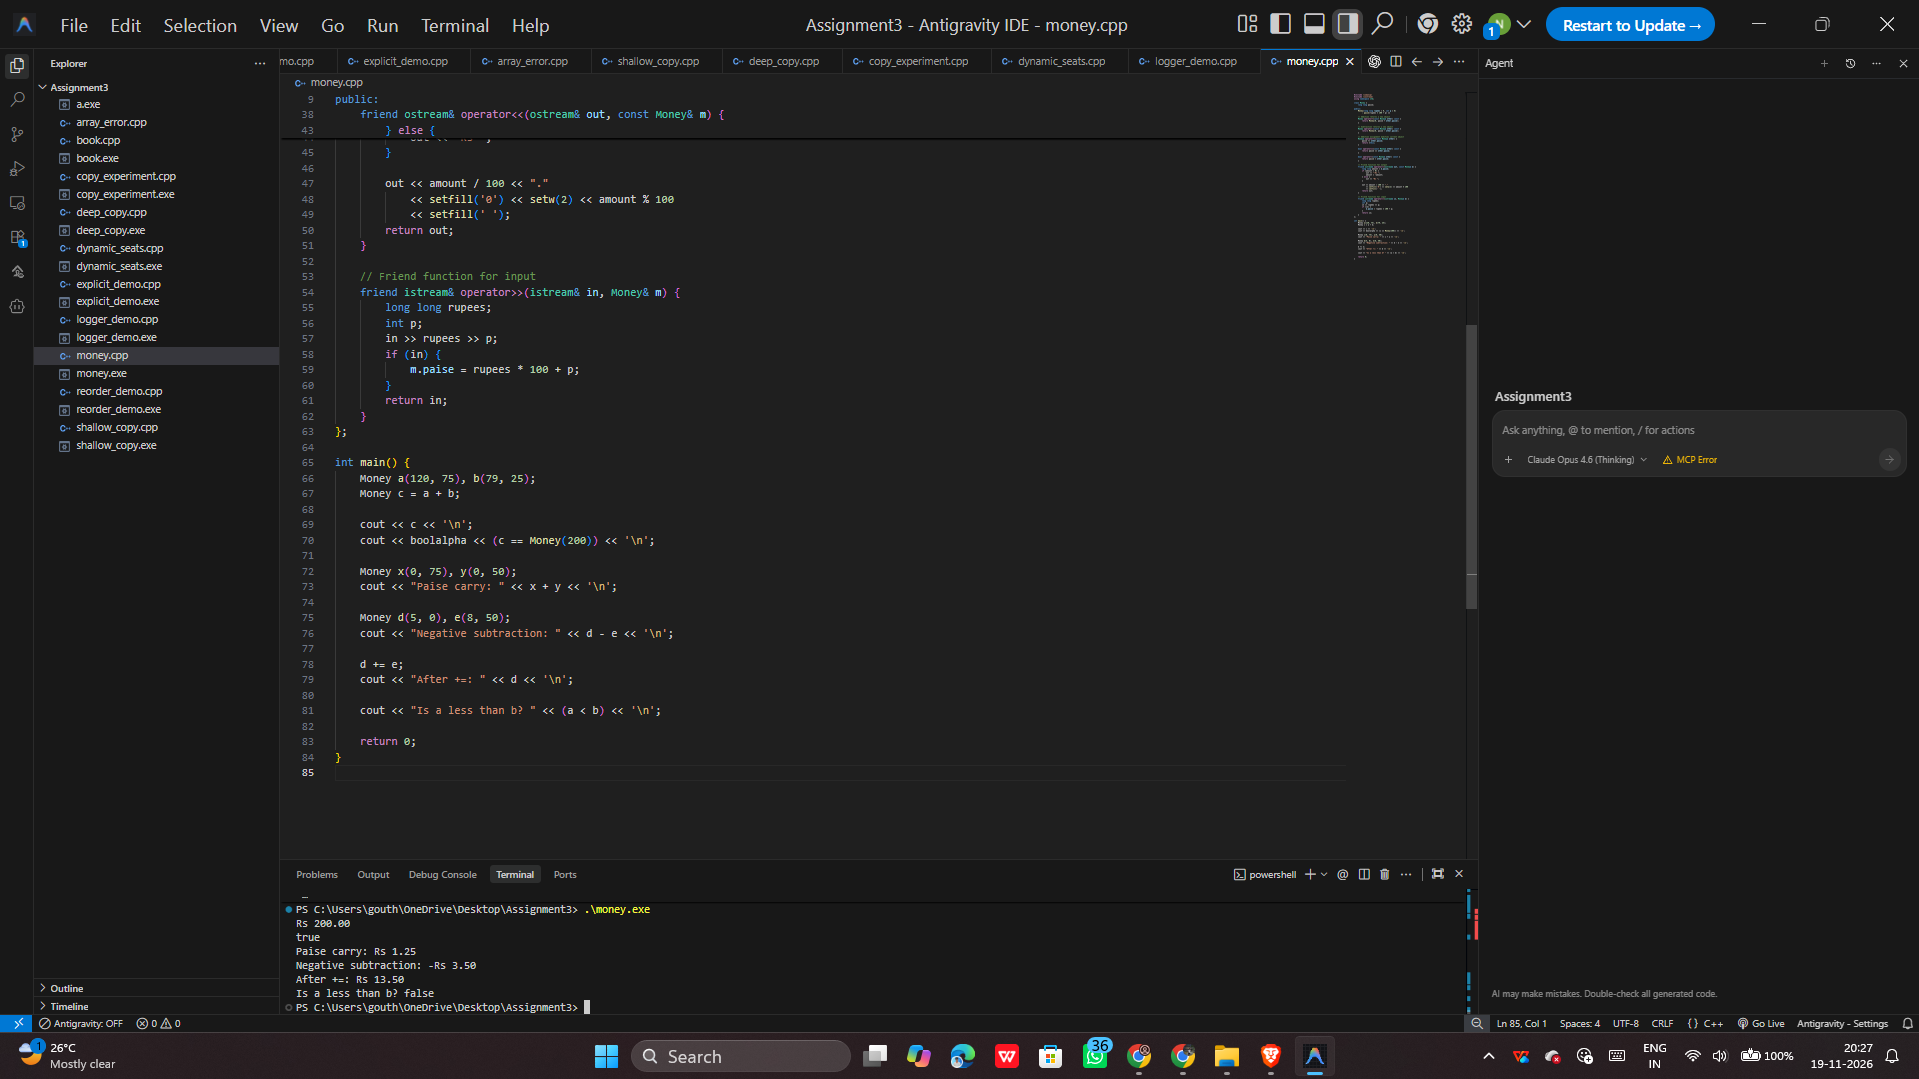 File Edit Selection View Go Run Terminal Help
Assignment3 - Antigravity IDE - money.cpp
1
Restart to Update →
Explorer
Assignment3
a.exe
array_error.cpp
book.cpp
book.exe
copy_experiment.cpp
copy_experiment.exe
deep_copy.cpp
deep_copy.exe
dynamic_seats.cpp
dynamic_seats.exe
explicit_demo.cpp
explicit_demo.exe
logger_demo.cpp
logger_demo.exe
money.cpp
money.exe
reorder_demo.cpp
reorder_demo.exe
shallow_copy.cpp
shallow_copy.exe
Outline
Timeline
mo.cpp explicit_demo.cpp array_error.cpp shallow_copy.cpp deep_copy.cpp copy_experiment.cpp dynamic_seats.cpp logger_demo.cpp money.cpp
money.cpp
9 public:
38 friend ostream& operator<<(ostream& out, const Money& m) {
43 } else {
45 }
46
47 out << amount / 100 << "."
48 << setfill('0') << setw(2) << amount % 100
49 << setfill(' ');
50 return out;
51 }
52
53 // Friend function for input
54 friend istream& operator>>(istream& in, Money& m) {
55 long long rupees;
56 int p;
57 in >> rupees >> p;
58 if (in) {
59 m.paise = rupees * 100 + p;
60 }
61 return in;
62 }
63 };
64
65 int main() {
66 Money a(120, 75), b(79, 25);
67 Money c = a + b;
68
69 cout << c << '\n';
70 cout << boolalpha << (c == Money(200)) << '\n';
71
72 Money x(0, 75), y(0, 50);
73 cout << "Paise carry: " << x + y << '\n';
74
75 Money d(5, 0), e(8, 50);
76 cout << "Negative subtraction: " << d - e << '\n';
77
78 d += e;
79 cout << "After +=: " << d << '\n';
80
81 cout << "Is a less than b? " << (a < b) << '\n';
82
83 return 0;
84 }
85
Problems Output Debug Console Terminal Ports
powershell
PS C:\Users\gouth\OneDrive\Desktop\Assignment3> .\money.exe
Rs 200.00
true
Paise carry: Rs 1.25
Negative subtraction: -Rs 3.50
After +=: Rs 13.50
Is a less than b? false
PS C:\Users\gouth\OneDrive\Desktop\Assignment3>
Agent
Assignment3
Ask anything, @ to mention, / for actions
Claude Opus 4.6 (Thinking) MCP Error
AI may make mistakes. Double-check all generated code.
Antigravity: OFF 0 0
Ln 85, Col 1 Spaces: 4 UTF-8 CRLF {} C++ Go Live Antigravity - Settings
1
26°C
Mostly clear
Search
36
ENG
IN
100%
20:27
19-11-2026